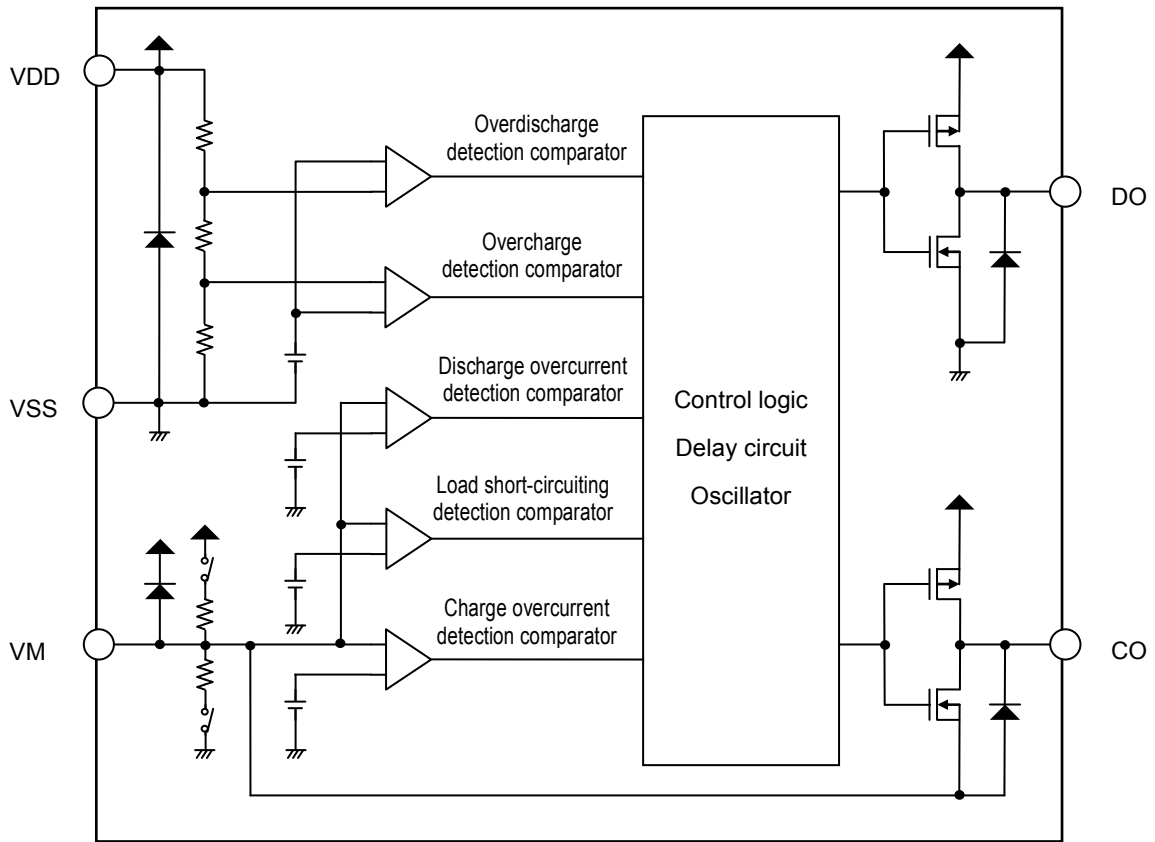 VDD
Overdischarge
detection comparator
DO
Overcharge
detection comparator
VSS
Discharge overcurrent
detection comparator
Control logic
Delay circuit
Oscillator
Load short-circuiting
detection comparator
VM
Charge overcurrent
detection comparator
CO